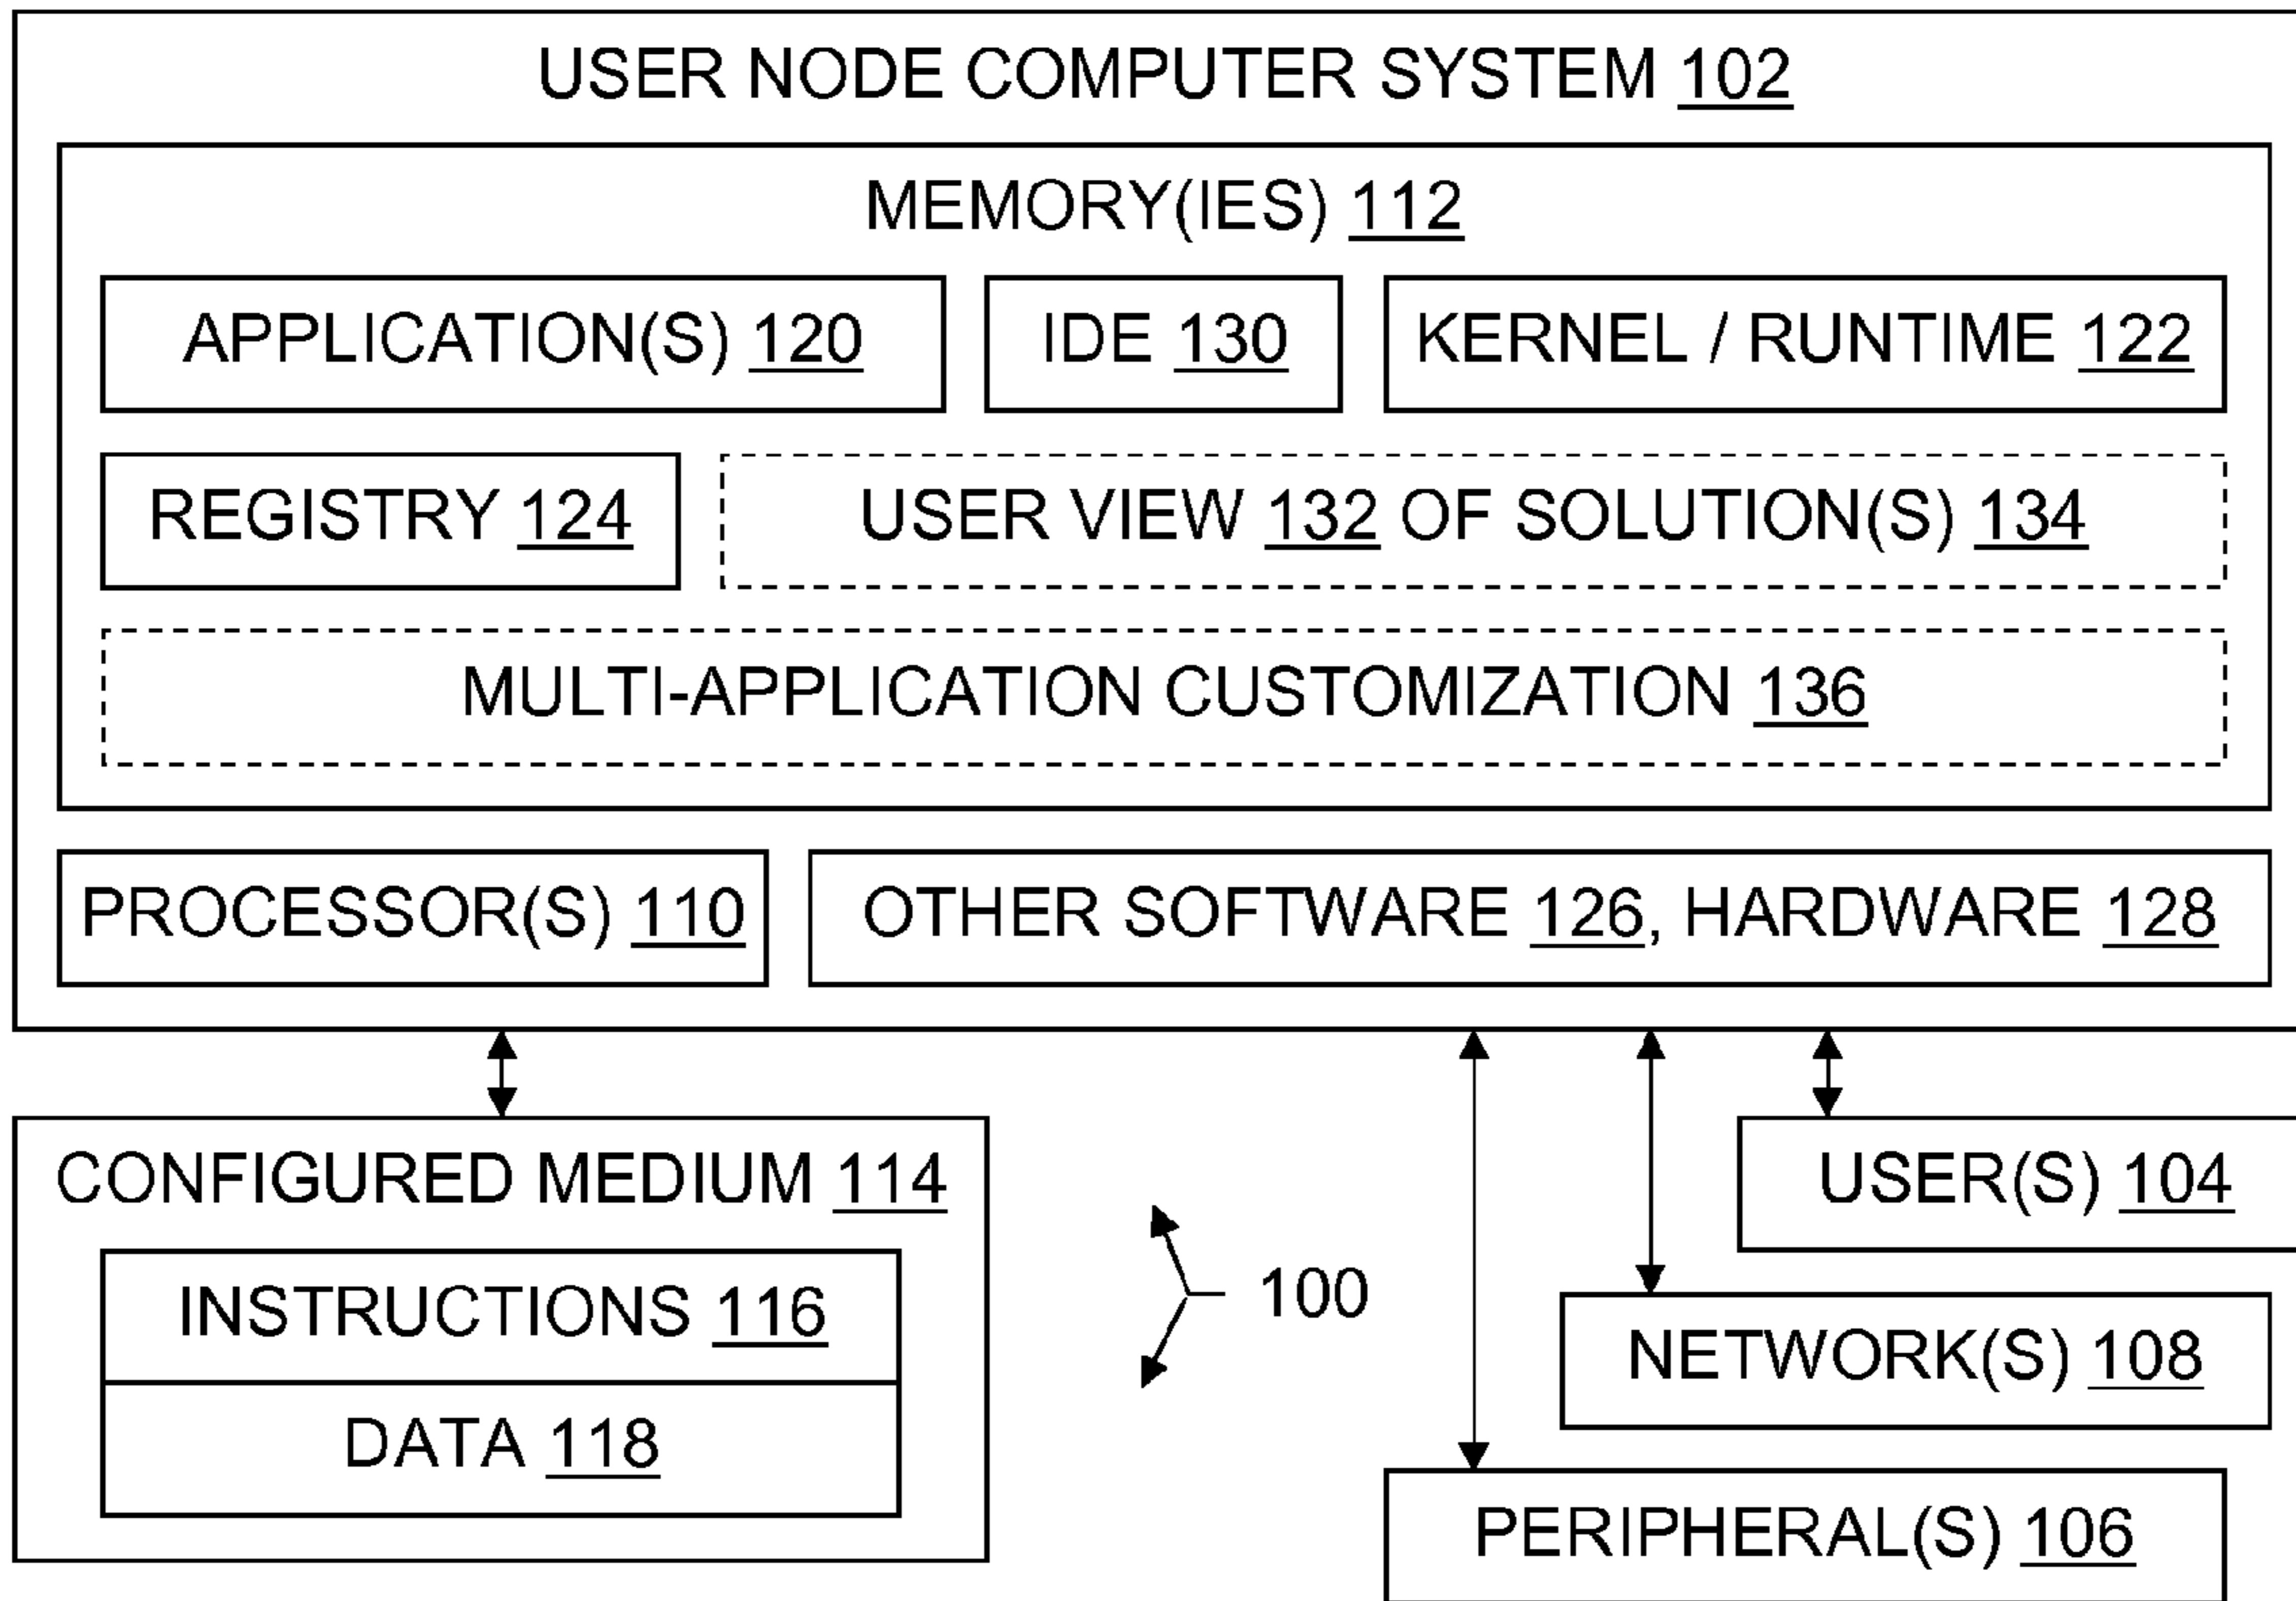 USER NODE COMPUTER SYSTEM 102
MEMORY(IES) 112
APPLICATION(S) 120
IDE 130
KERNEL / RUNTIME 122
REGISTRY 124
USER VIEW 132 OF SOLUTION(S) 134
MULTI-APPLICATION CUSTOMIZATION 136
PROCESSOR(S) 110
OTHER SOFTWARE 126, HARDWARE 128
CONFIGURED MEDIUM 114
INSTRUCTIONS 116
DATA 118
100
USER(S) 104
NETWORK(S) 108
PERIPHERAL(S) 106